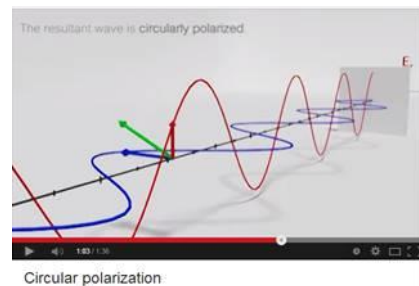 The resultant wave is circularly polarized.
E.
1:03 / 1:36
Circular polarization